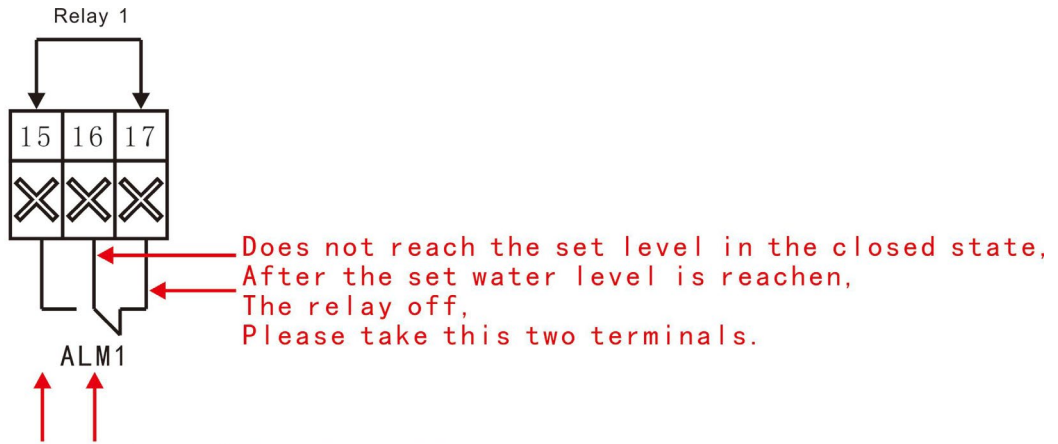 Relay 1
15 16 17
Does not reach the set level in the closed state,
After the set water level is reachen,
The relay off,
Please take this two terminals.
ALM1